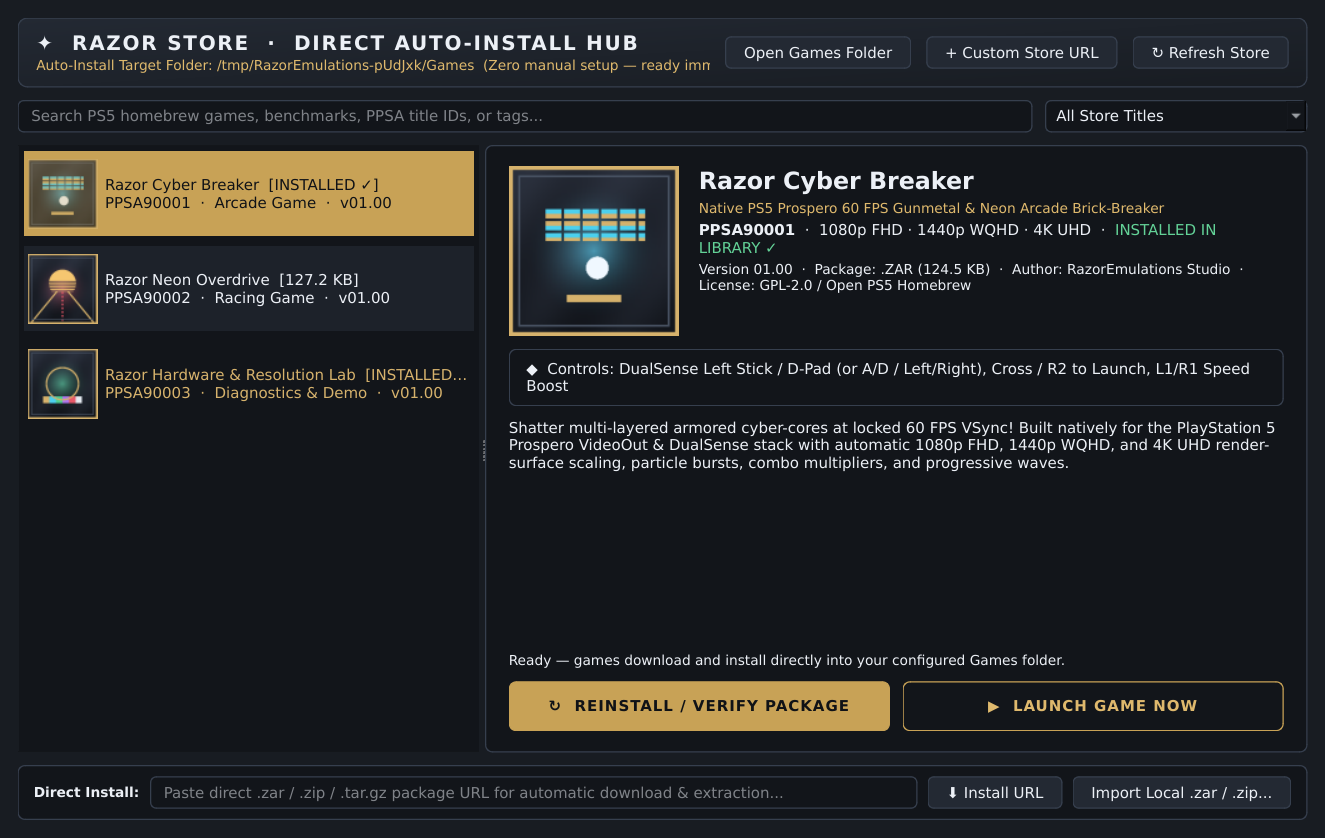 ✦ RAZOR STORE · DIRECT AUTO-INSTALL HUB
Auto-Install Target Folder: /tmp/RazorEmulations-pUdJxk/Games (Zero manual setup — ready imm
Open Games Folder
+ Custom Store URL
↻ Refresh Store
Search PS5 homebrew games, benchmarks, PPSA title IDs, or tags...
All Store Titles
Razor Cyber Breaker [INSTALLED ✓]
PPSA90001 · Arcade Game · v01.00
Razor Neon Overdrive [127.2 KB]
PPSA90002 · Racing Game · v01.00
Razor Hardware & Resolution Lab [INSTALLED...
PPSA90003 · Diagnostics & Demo · v01.00
Razor Cyber Breaker
Native PS5 Prospero 60 FPS Gunmetal & Neon Arcade Brick-Breaker
PPSA90001 · 1080p FHD · 1440p WQHD · 4K UHD · INSTALLED IN
LIBRARY ✓
Version 01.00 · Package: .ZAR (124.5 KB) · Author: RazorEmulations Studio ·
License: GPL-2.0 / Open PS5 Homebrew
◆ Controls: DualSense Left Stick / D-Pad (or A/D / Left/Right), Cross / R2 to Launch, L1/R1 Speed
Boost
Shatter multi-layered armored cyber-cores at locked 60 FPS VSync! Built natively for the PlayStation 5
Prospero VideoOut & DualSense stack with automatic 1080p FHD, 1440p WQHD, and 4K UHD render-
surface scaling, particle bursts, combo multipliers, and progressive waves.
Ready — games download and install directly into your configured Games folder.
↻ REINSTALL / VERIFY PACKAGE
▶ LAUNCH GAME NOW
Direct Install:
Paste direct .zar / .zip / .tar.gz package URL for automatic download & extraction...
⬇ Install URL
Import Local .zar / .zip...